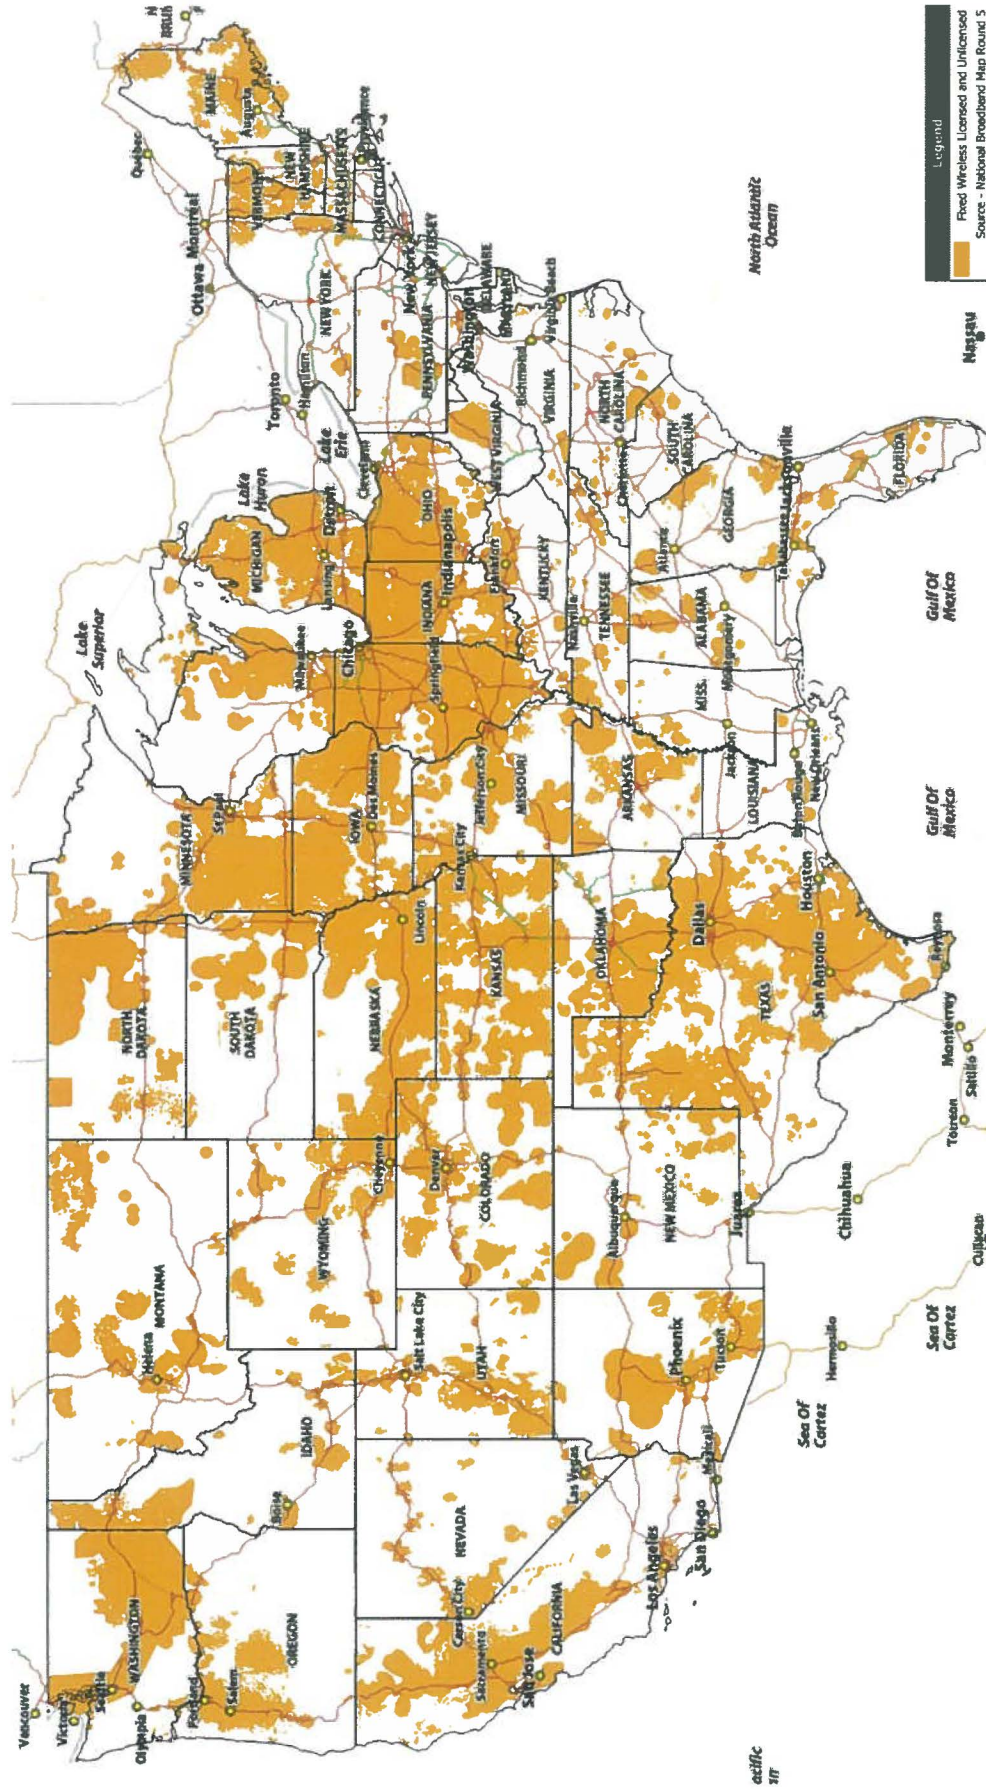 Vancouver
Victoria
Seattle
Olympia
WASHINGTON
Portland
Salem
OREGON
Boise
IDAHO
Helena
MONTANA
NORTH
DAKOTA
SOUTH
DAKOTA
WYOMING
Cheyenne
NEBRASKA
Lincoln
MINNESOTA
St Paul
IOWA
Des Moines
Lake
Superior
Milwaukee
Chicago
MICHIGAN
Lansing
Detroit
Lake
Huron
Lake
Erie
Cleveland
Toronto
Hamilton
Ottawa
Montréal
Québec
MAINE
Augusta
VERMONT
NEW
HAMPSHIRE
MASSACHUSETTS
NEW YORK
New York
NEW JERSEY
PENNSYLVANIA
DELAWARE
Washington
OHIO
INDIANA
Indianapolis
Springfield
WEST VIRGINIA
VIRGINIA
Richmond
Virginia Beach
Frankfort
KENTUCKY
Nashville
TENNESSEE
NORTH
CAROLINA
Charlotte
SOUTH
CAROLINA
Atlanta
GEORGIA
ALABAMA
Montgomery
MISS.
Jackson
Tallahassee
Jacksonville
FLORIDA
LOUISIANA
Baton Rouge
New Orleans
ARKANSAS
MISSOURI
Jefferson City
Kansas City
KANSAS
OKLAHOMA
TEXAS
Dallas
Houston
San Antonio
Reynosa
Monterrey
Saltillo
Torreon
Chihuahua
Culiacan
Hermosillo
Juarez
NEW MEXICO
Albuquerque
COLORADO
Denver
UTAH
Salt Lake City
NEVADA
Carson City
Las Vegas
Sacramento
San Jose
CALIFORNIA
Los Angeles
San Diego
Mexicali
Phoenix
Tucson
Sea Of
Cortez
Sea Of
Cortez
Gulf Of
Mexico
Gulf Of
Mexico
Nassau
North Atlantic
Ocean
Legend
Fixed Wireless Licensed and Unlicensed
Source - National Broadband Map Round 5